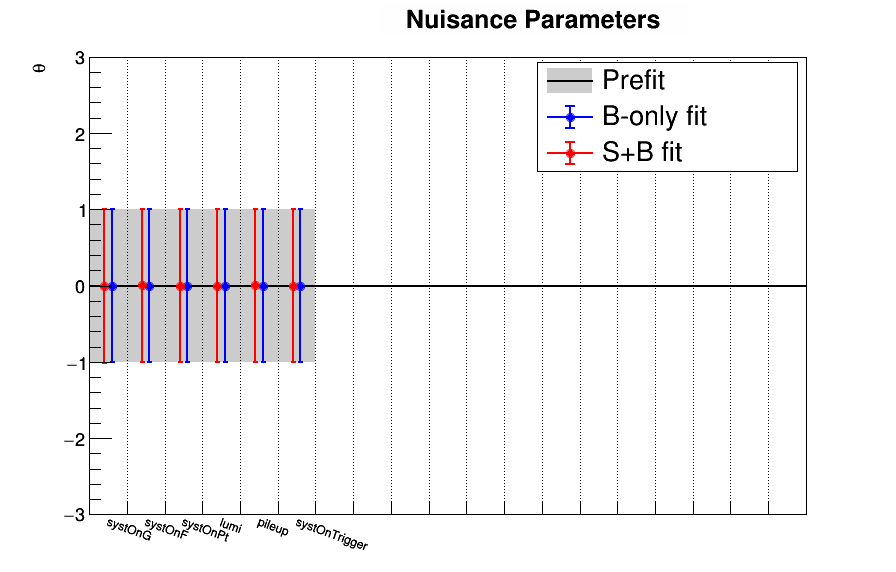 Nuisance Parameters
θ
3
2
1
0
−1
−2
−3
Prefit
B-only fit
S+B fit
systOnG
systOnF
systOnPt
lumi
pileup
systOnTrigger